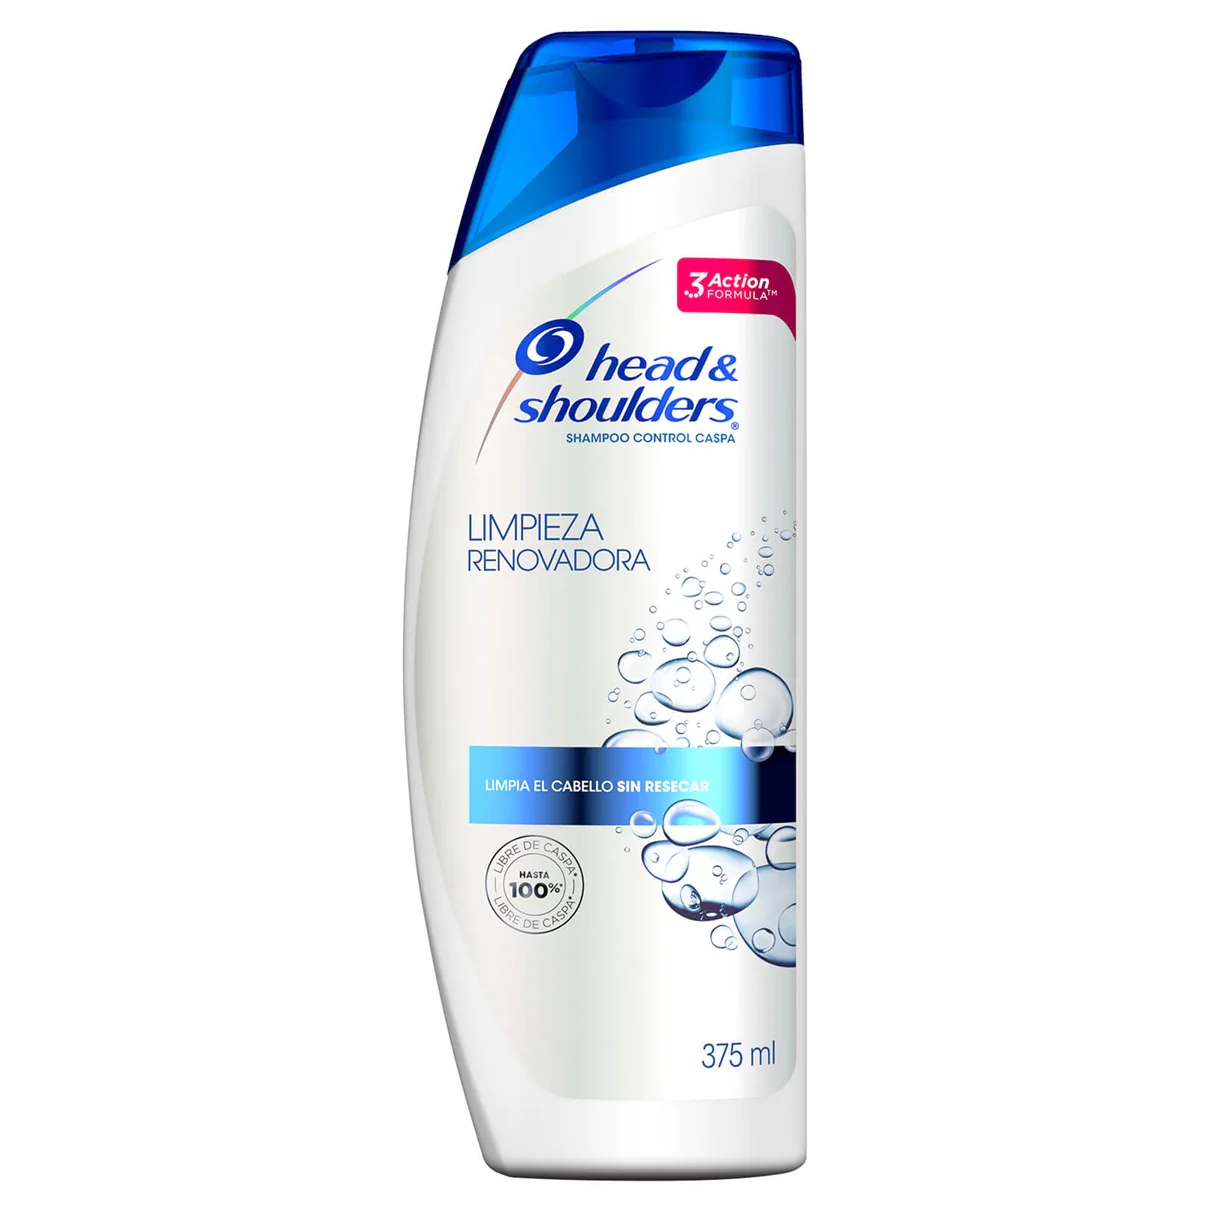 3 Action
FORMULA™
head &
shoulders®
SHAMPOO CONTROL CASPA
LIMPIEZA
RENOVADORA
LIMPIA EL CABELLO SIN RESECAR
LIBRE DE CASPA*
HASTA
100%*
LIBRE DE CASPA*
375 ml